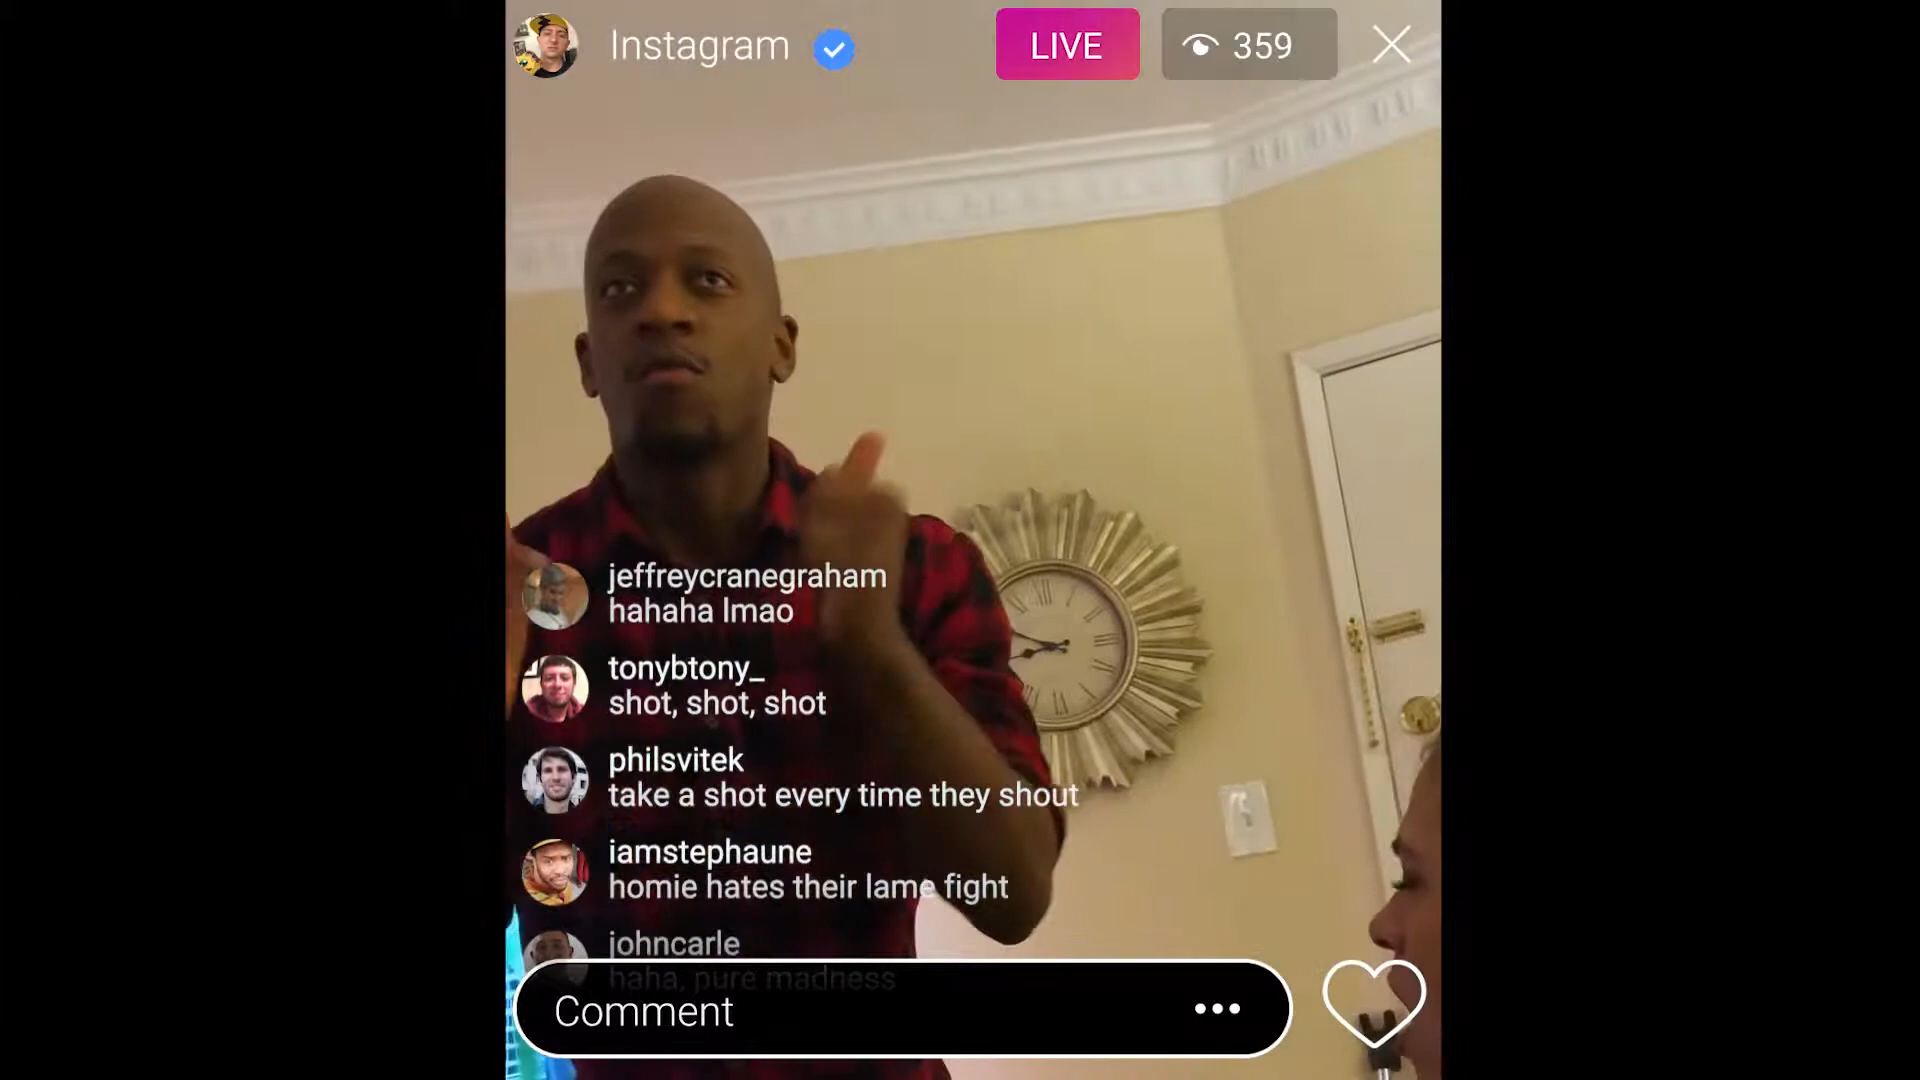 Instagram
LIVE
359
jeffreycranegraham
hahaha lmao
tonybtony_
shot, shot, shot
philsvitek
take a shot every time they shout
iamstephaune
homie hates their lame fight
johncarle
haha, pure madness
Comment